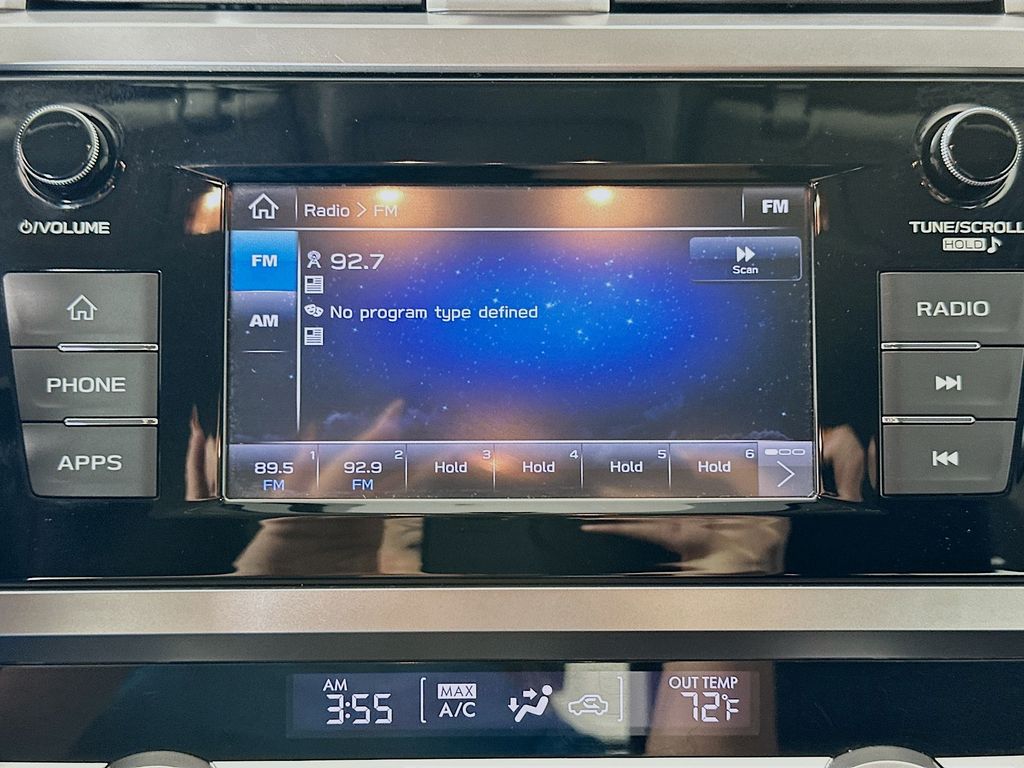 ⏻/VOLUME
TUNE/SCROLL
HOLD
Radio > FM
FM
FM
92.7
Scan
No program type defined
AM
89.5 1
FM
92.9 2
FM
Hold 3
Hold 4
Hold 5
Hold 6
PHONE
APPS
RADIO
AM
3:55
MAX
A/C
OUT TEMP
72°F